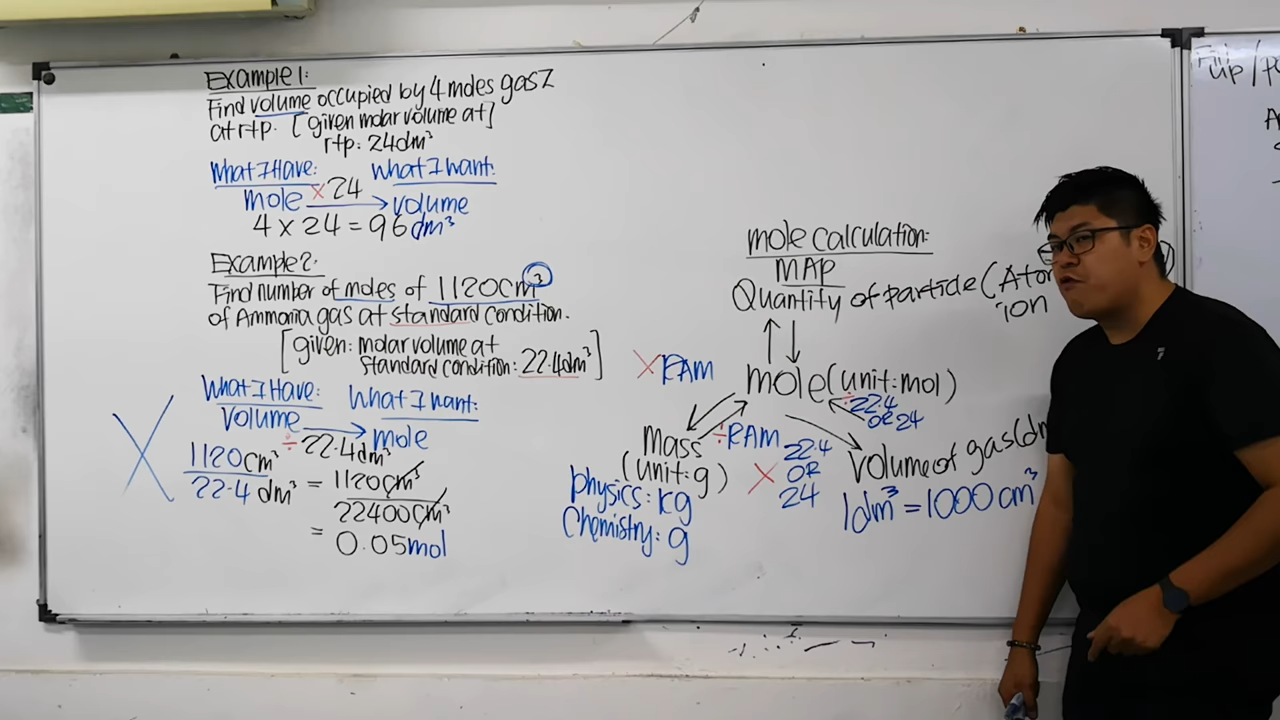 Example 1:
Find volume occupied by 4 moles gas Z
at rtp. [given molar volume at]
rtp: 24dm³
What I Have: What I want:
mole ×24 → volume
4 × 24 = 96dm³
Example 2:
Find number of moles of 1120cm³
of Ammonia gas at standard condition.
[given: molar volume at
standard condition: 22.4dm³]
What I Have: What I want:
volume → mole
÷ 22.4dm³
1120cm³ / 22.4 dm³ = 1120cm³ / 22400cm³
= 0.05mol
mole calculation:
MAP
Quantity of particle (Ato
ion
× RAM
mole (unit:mol)
÷ 22.4
OR 24
Mass ÷RAM
(unit:g)
Physics: kg
Chemistry: g
× 22.4
OR
24
Volume of gas(dm
1dm³ = 1000 cm³
up /
A